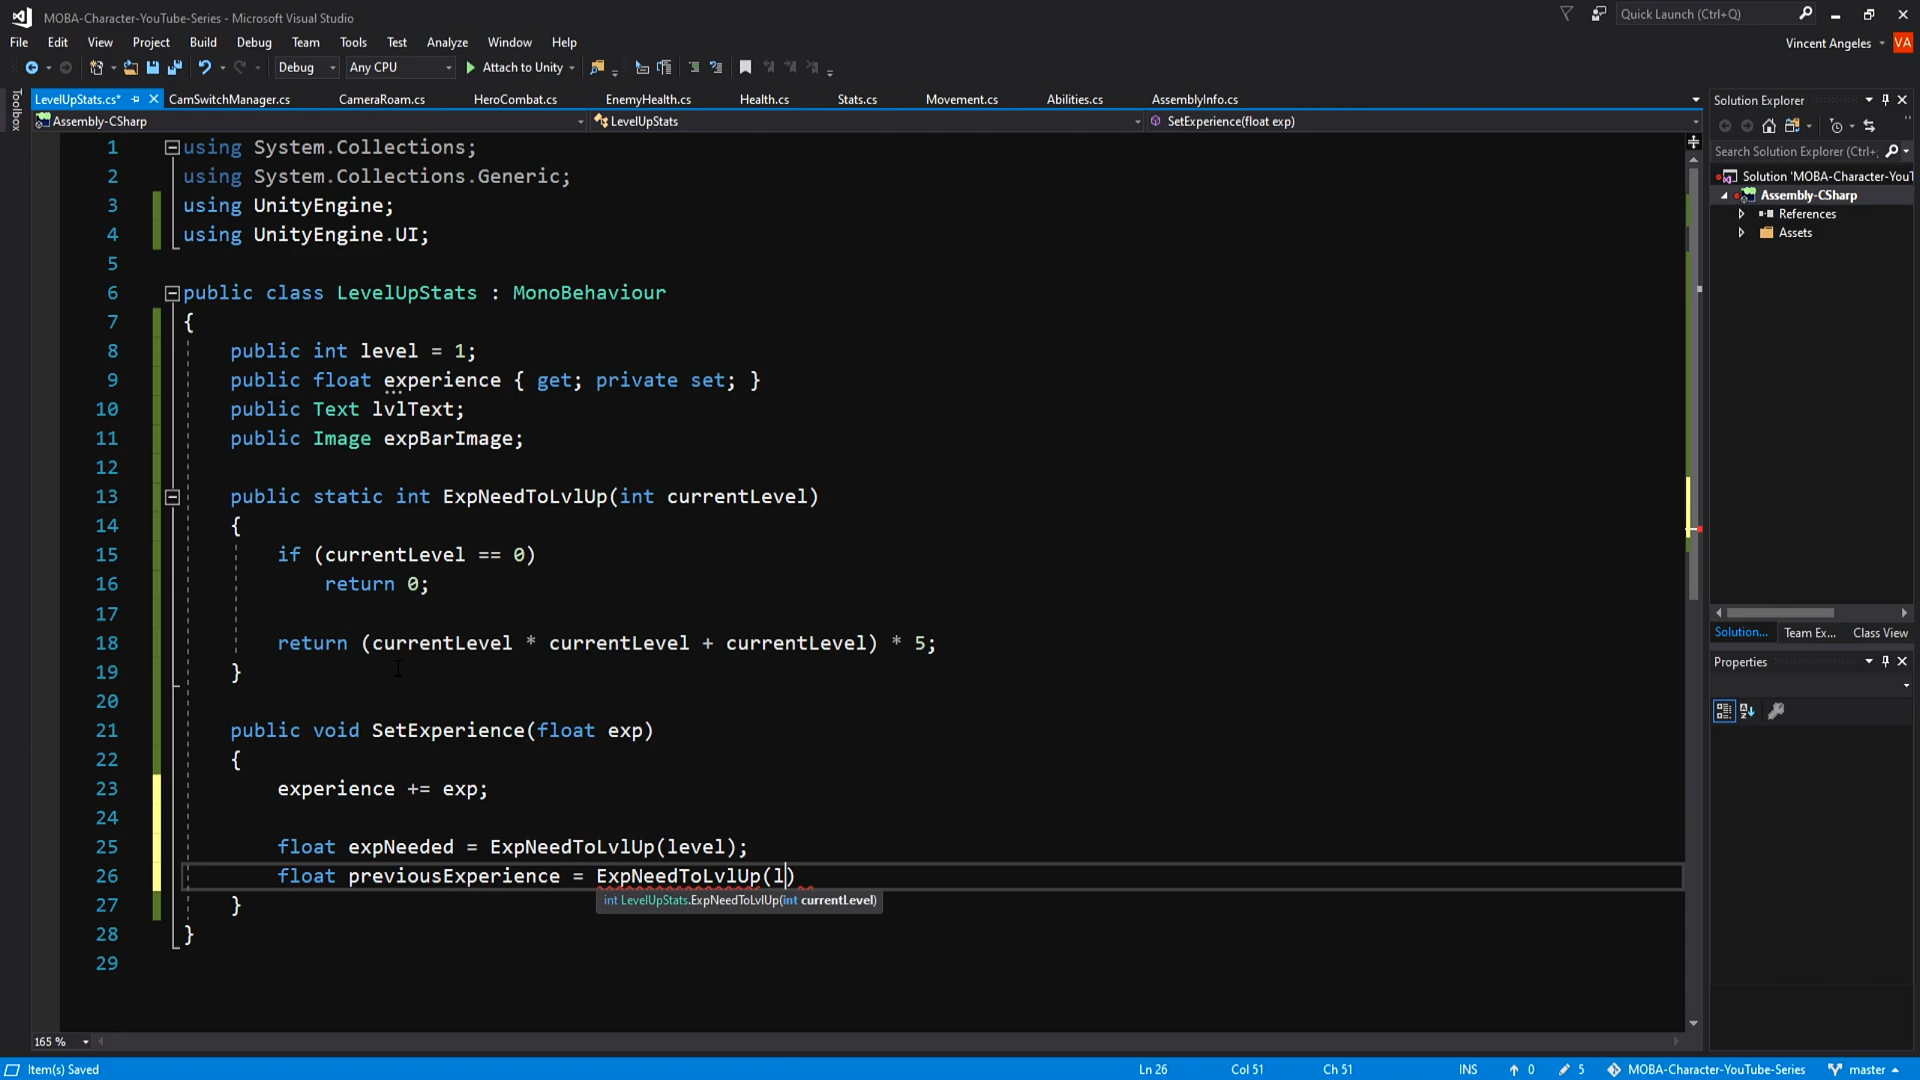 MOBA-Character-YouTube-Series - Microsoft Visual Studio
Quick Launch (Ctrl+Q)
File Edit View Project Build Debug Team Tools Test Analyze Window Help
Vincent Angeles VA
Debug Any CPU Attach to Unity
Toolbox
LevelUpStats.cs* CamSwitchManager.cs CameraRoam.cs HeroCombat.cs EnemyHealth.cs Health.cs Stats.cs Movement.cs Abilities.cs AssemblyInfo.cs
Assembly-CSharp LevelUpStats SetExperience(float exp)
1 using System.Collections;
2 using System.Collections.Generic;
3 using UnityEngine;
4 using UnityEngine.UI;
5
6 public class LevelUpStats : MonoBehaviour
7 {
8 public int level = 1;
9 public float experience { get; private set; }
10 public Text lvlText;
11 public Image expBarImage;
12
13 public static int ExpNeedToLvlUp(int currentLevel)
14 {
15 if (currentLevel == 0)
16 return 0;
17
18 return (currentLevel * currentLevel + currentLevel) * 5;
19 }
20
21 public void SetExperience(float exp)
22 {
23 experience += exp;
24
25 float expNeeded = ExpNeedToLvlUp(level);
26 float previousExperience = ExpNeedToLvlUp(l)
int LevelUpStats.ExpNeedToLvlUp(int currentLevel)
27 }
28 }
29
Solution Explorer
Search Solution Explorer (Ctrl+;
Solution 'MOBA-Character-YouT
Assembly-CSharp
References
Assets
Solution... Team Ex... Class View
Properties
165 %
Item(s) Saved Ln 26 Col 51 Ch 51 INS 0 5 MOBA-Character-YouTube-Series master